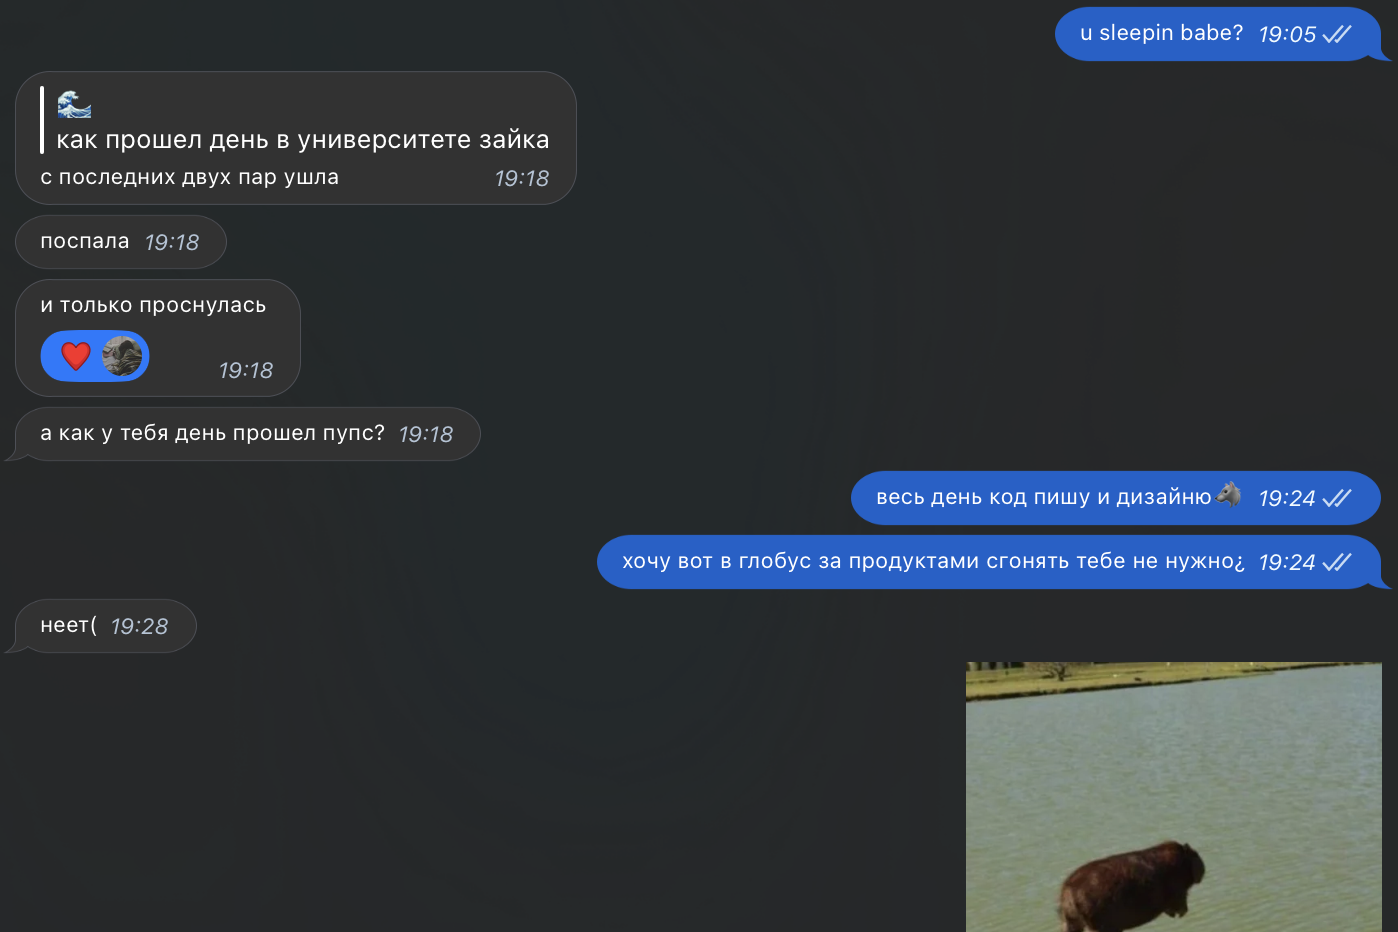 u sleepin babe? 19:05
🌊
как прошел день в университете зайка
с последних двух пар ушла 19:18
поспала 19:18
и только проснулась
❤️ 19:18
а как у тебя день прошел пупс? 19:18
весь день код пишу и дизайню🐺 19:24
хочу вот в глобус за продуктами сгонять тебе не нужно¿ 19:24
неет( 19:28